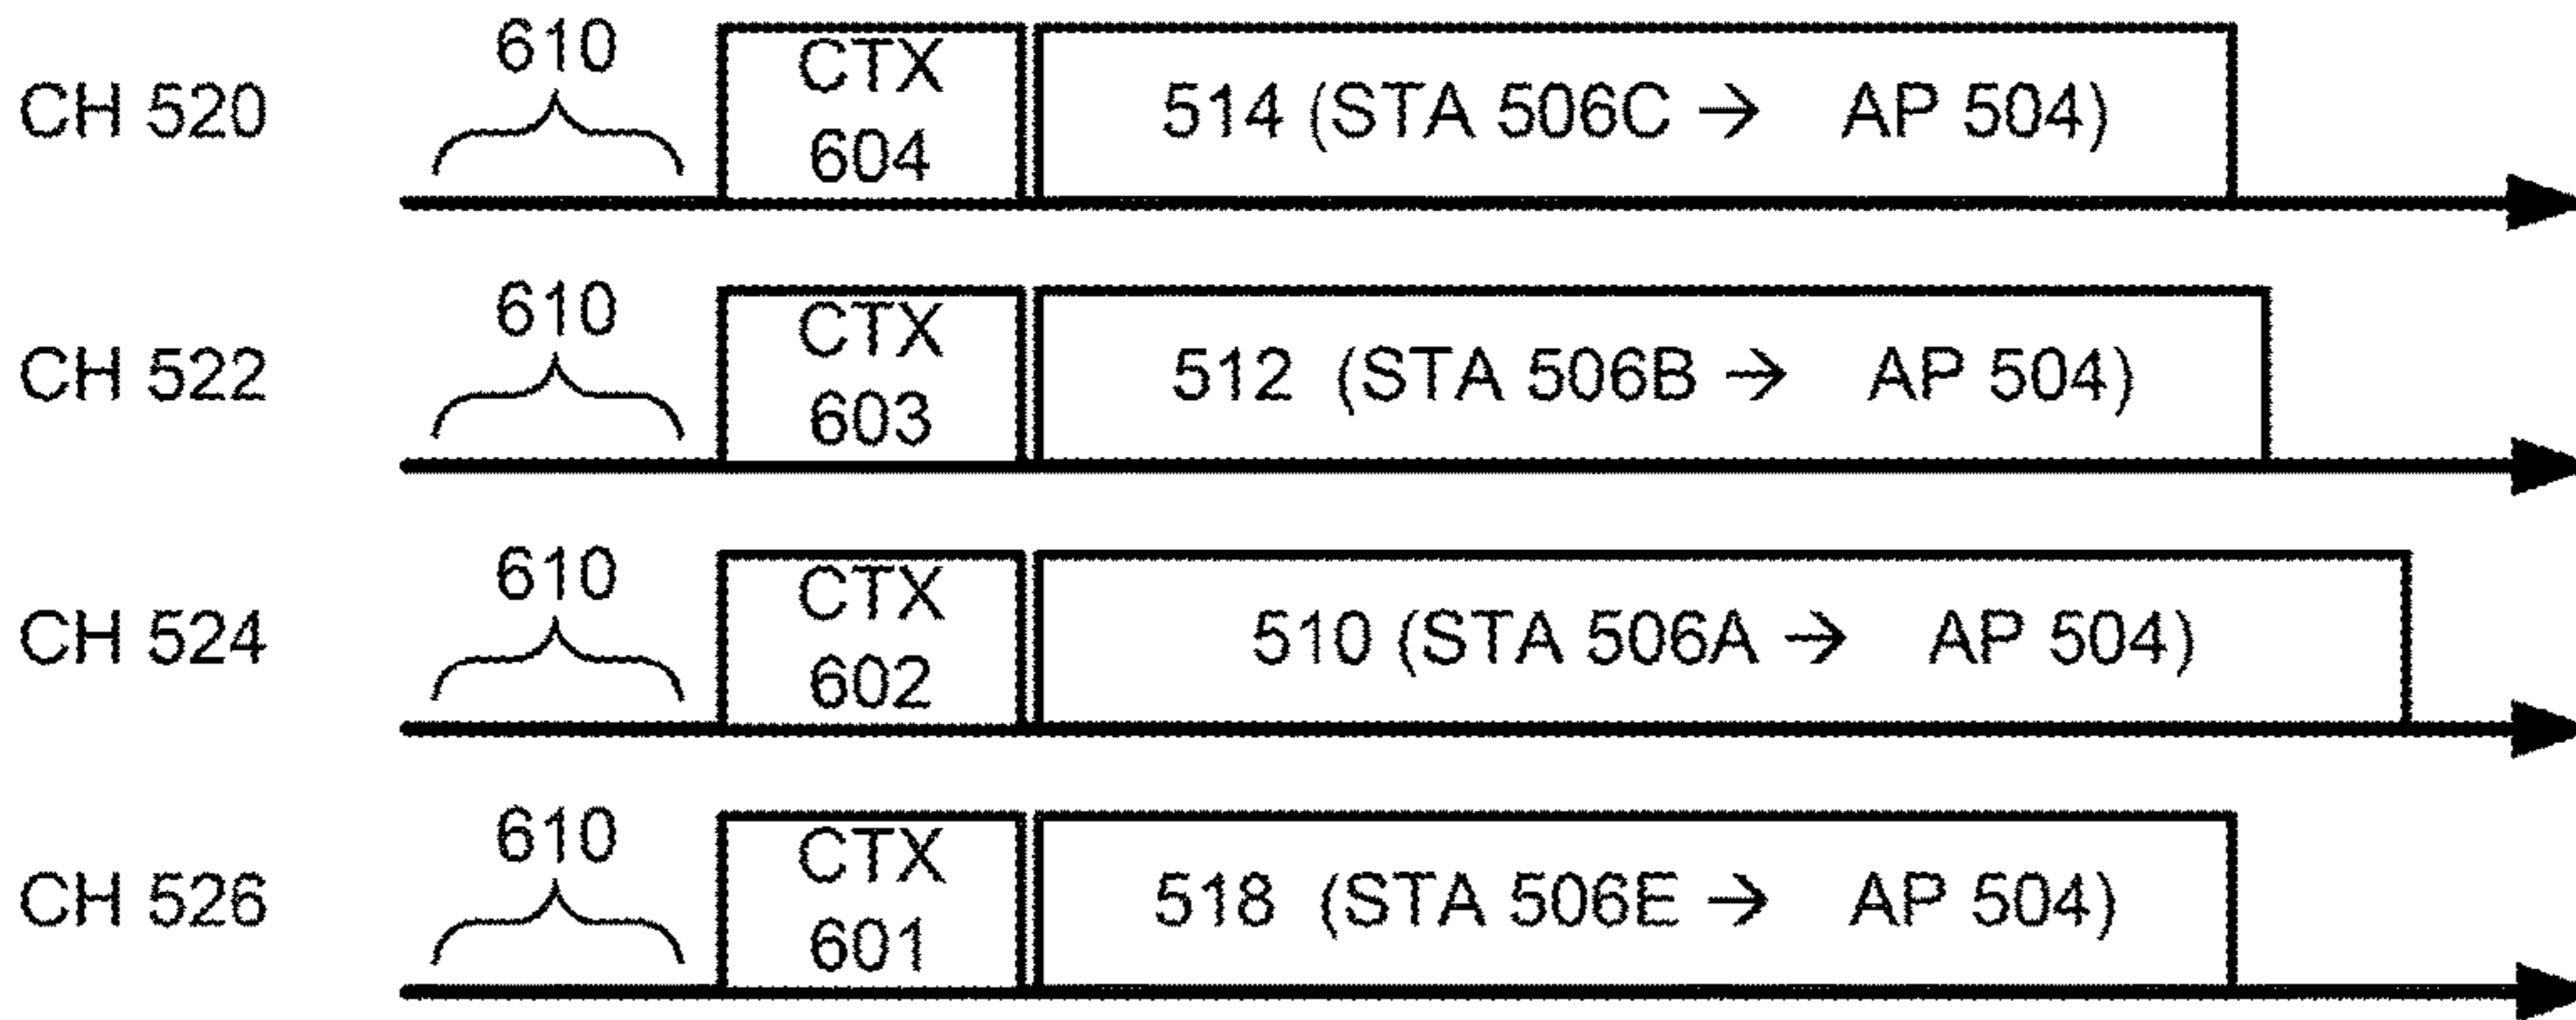 CH 520
610
CTX
604
514 (STA 506C → AP 504)
CH 522
610
CTX
603
512 (STA 506B → AP 504)
CH 524
610
CTX
602
510 (STA 506A → AP 504)
CH 526
610
CTX
601
518 (STA 506E → AP 504)